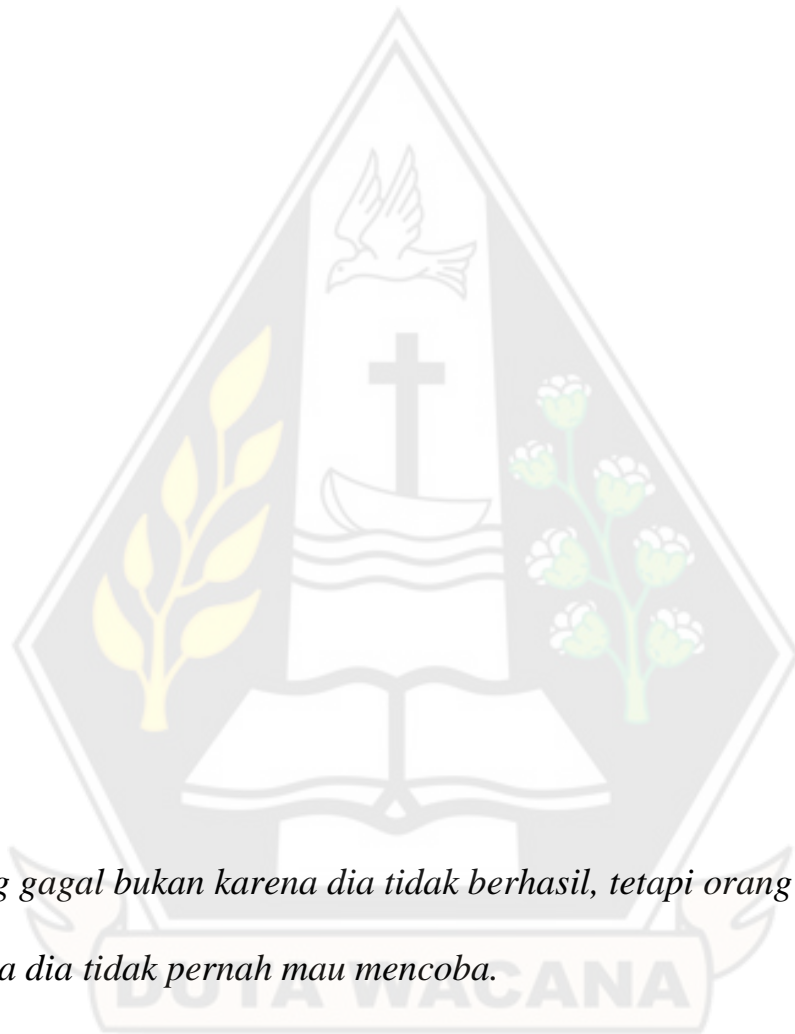 gagal bukan karena dia tidak berhasil, tetapi orang
dia tidak pernah mau mencoba.
DUTA WACANA